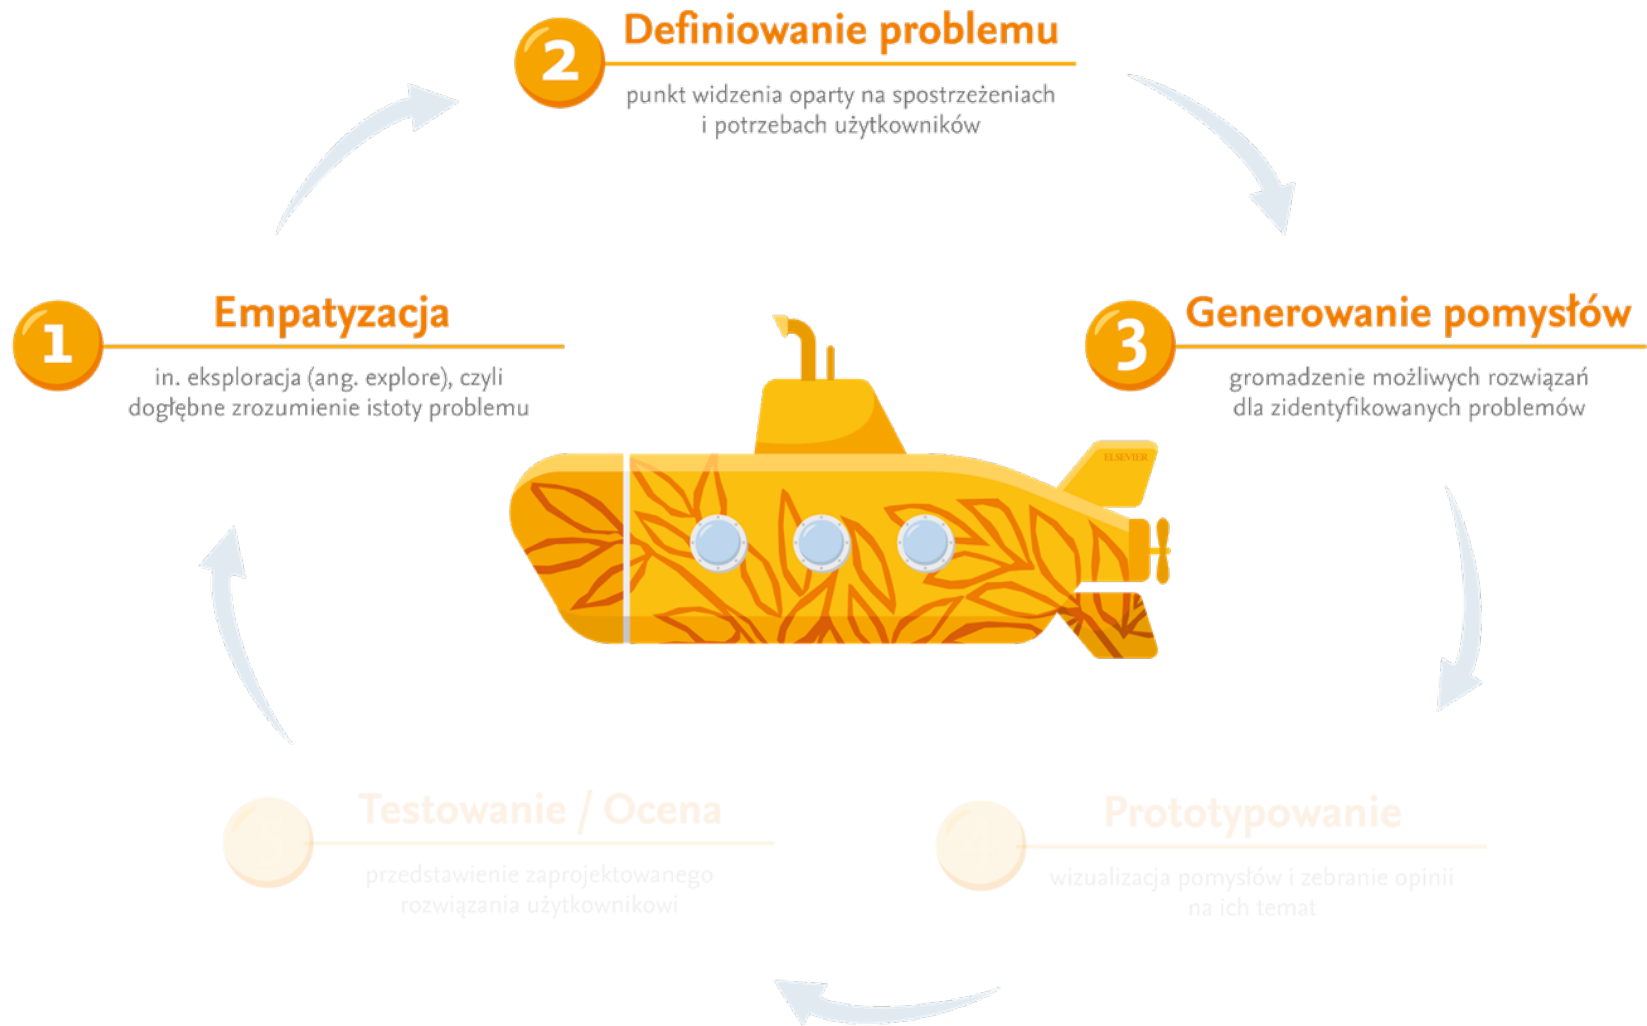 2
Definiowanie problemu
punkt widzenia oparty na spostrzeżeniach
i potrzebach użytkowników
1
Empatyzacja
in. eksploracja (ang. explore), czyli
dogłębne zrozumienie istoty problemu
3
Generowanie pomysłów
gromadzenie możliwych rozwiązań
dla zidentyfikowanych problemów
ELSEVIER
5
Testowanie / Ocena
przedstawienie zaprojektowanego
rozwiązania użytkownikowi
4
Prototypowanie
wizualizacja pomysłów i zebranie opinii
na ich temat